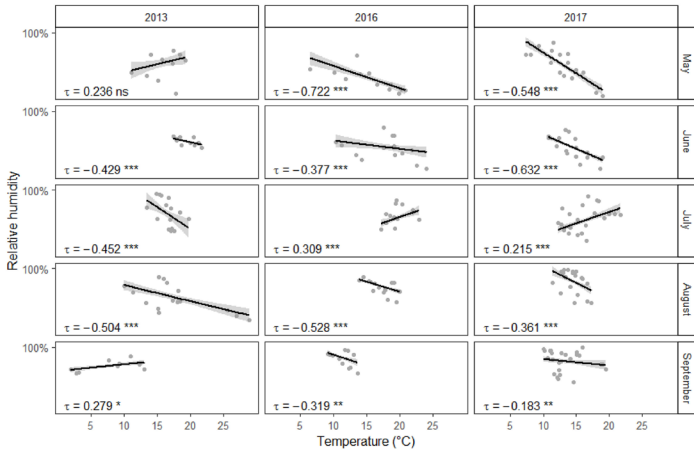 2013
2016
2017
100%
τ = 0.236 ns
τ = −0.722 ***
τ = −0.548 ***
May
100%
τ = −0.429 ***
τ = −0.377 ***
τ = −0.632 ***
June
Relative humidity
100%
τ = −0.452 ***
τ = 0.309 ***
τ = 0.215 ***
July
100%
τ = −0.504 ***
τ = −0.528 ***
τ = −0.361 ***
August
100%
τ = 0.279 *
τ = −0.319 **
τ = −0.183 **
September
5 10 15 20 25
5 10 15 20 25
5 10 15 20 25
Temperature (°C)